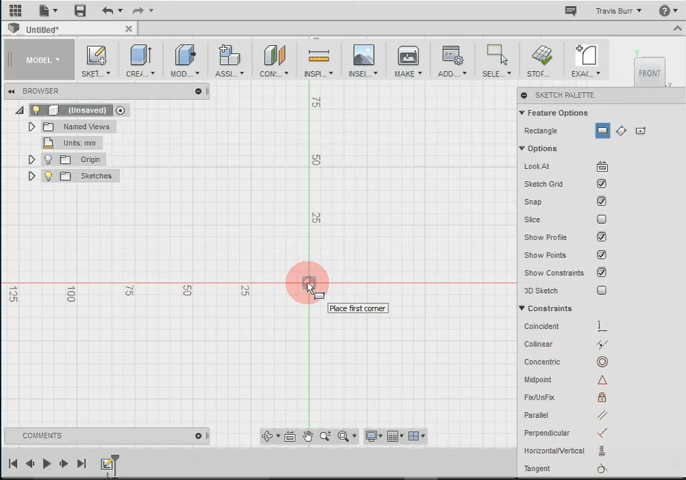 Travis Burr
Untitled*
MODEL
SKET...
CREA...
MOD...
ASSI...
CON...
INSPI...
INSEL...
MAKE
ADD-...
SELE...
STOP...
EXAC...
FRONT
BROWSER
SKETCH PALETTE
(Unsaved)
Feature Options
Named Views
Rectangle
Units: mm
Options
Origin
Look At
Sketches
Sketch Grid
Snap
Slice
Show Profile
Show Points
Show Constraints
3D Sketch
75
50
25
125
100
75
50
25
Place first corner
Constraints
Coincident
Collinear
Concentric
Midpoint
Fix/UnFix
Parallel
Perpendicular
Horizontal/Vertical
Tangent
COMMENTS